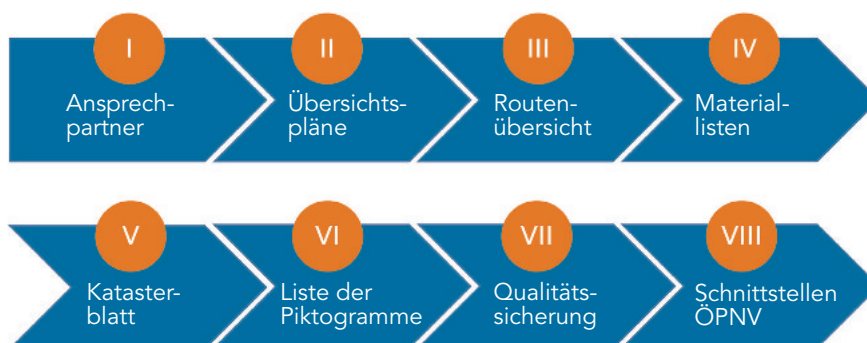 I
II
III
IV
Ansprech-
partner
Übersichts-
pläne
Routen-
übersicht
Material-
listen
V
VI
VII
VIII
Kataster-
blatt
Liste der
Piktogramme
Qualitäts-
sicherung
Schnittstellen
ÖPNV